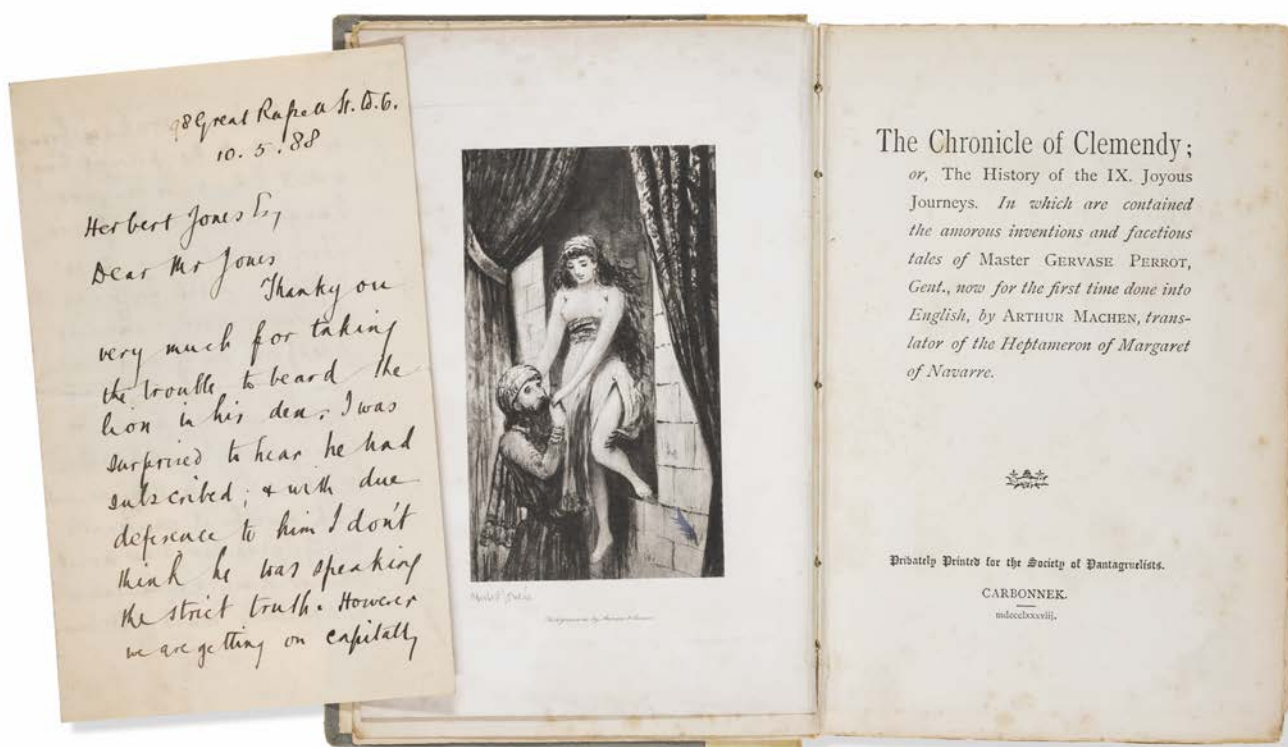 98 Great Russell St. W.C.
10.5.88
Herbert Jones Esq
Dear Mr Jones
Thank you
very much for taking
the trouble to beard the
lion in his den. I was
surprised to hear he had
subscribed; & with due
deference to him I don't
think he was speaking
the strict truth. However
we are getting on capitally
The Chronicle of Clemendy;
or, The History of the IX. Joyous
Journeys. In which are contained
the amorous inventions and facetious
tales of Master GERVASE PERROT,
Gent., now for the first time done into
English, by ARTHUR MACHEN, trans-
lator of the Heptameron of Margaret
of Navarre.
Privately Printed for the Society of Pantagruelists.
CARBONNEK.
mdccclxxxviij.